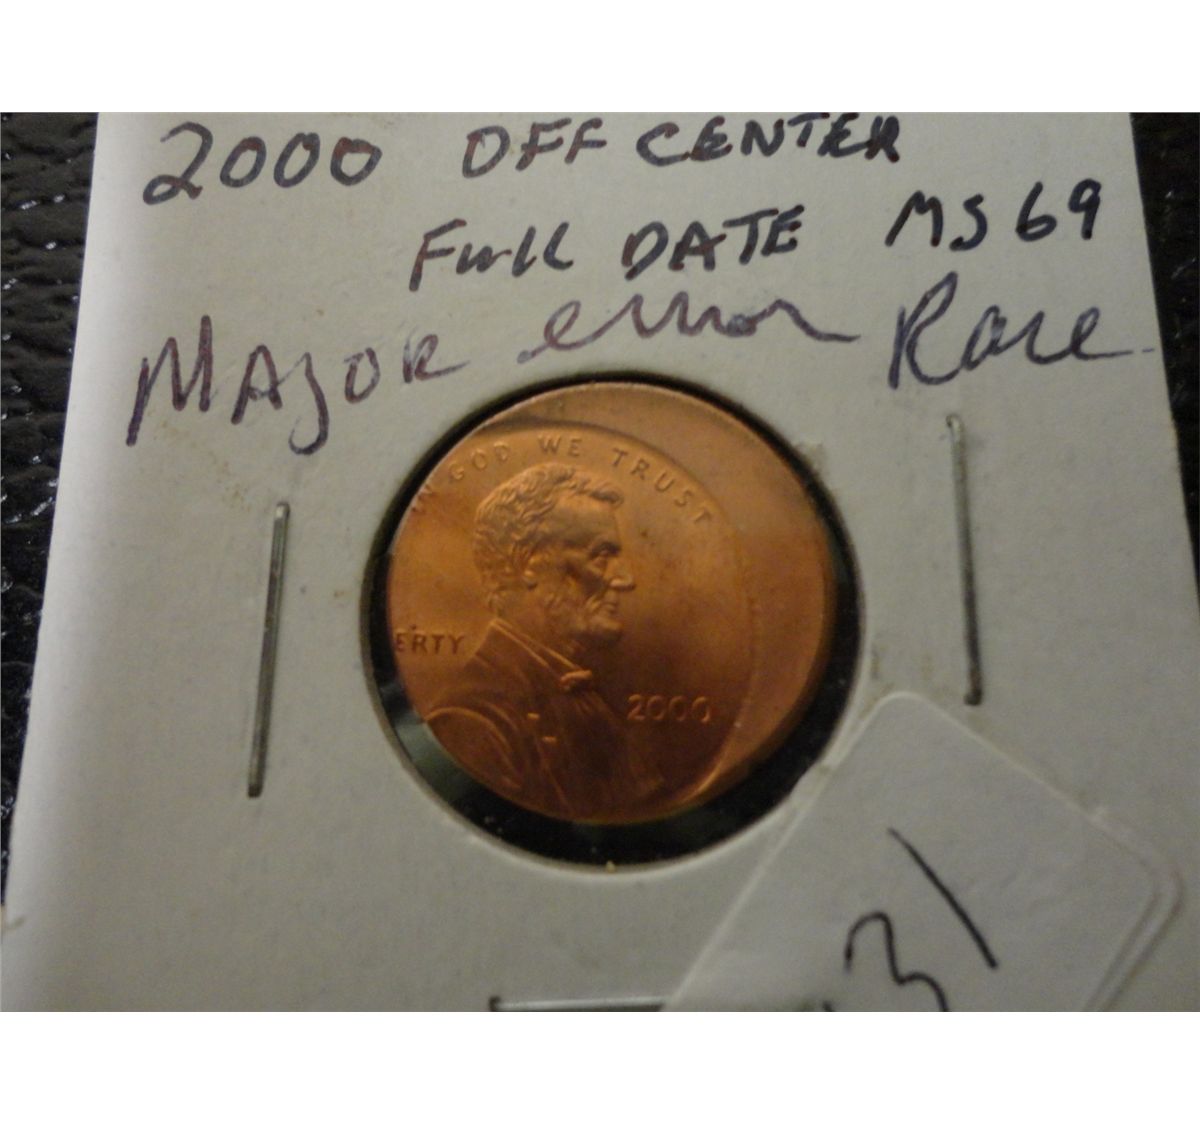 2000 OFF CENTER
Full DATE MS69
MAJOR error Rare
IN GOD WE TRUST
ERTY
2000
31